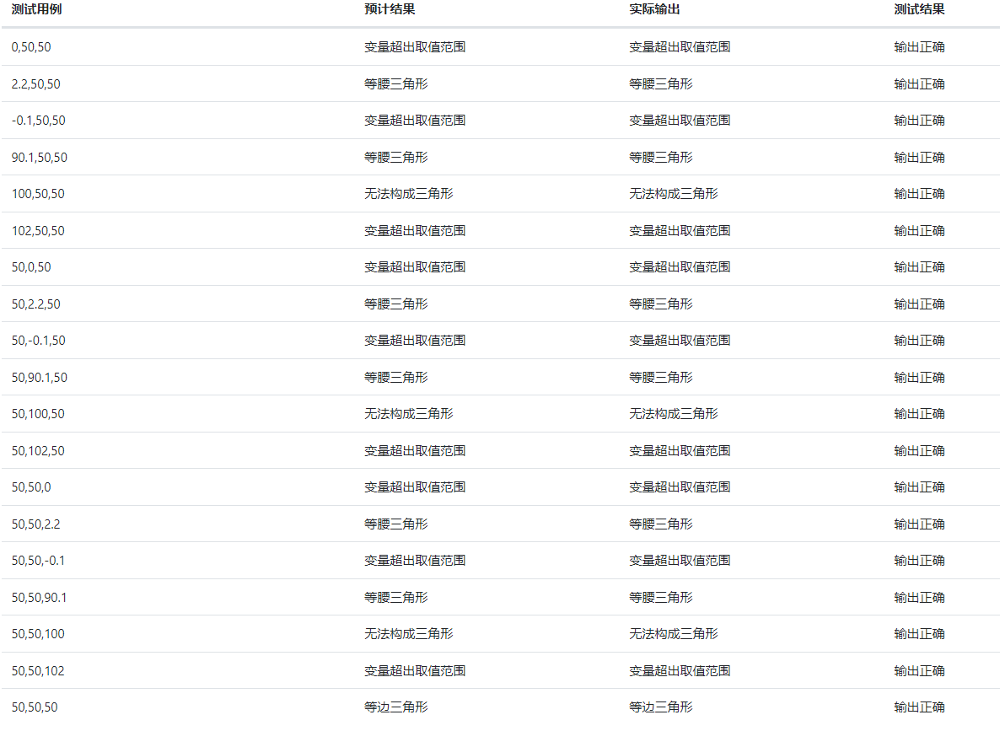 测试用例 预计结果 实际输出 测试结果
0,50,50 变量超出取值范围 变量超出取值范围 输出正确
2.2,50,50 等腰三角形 等腰三角形 输出正确
-0.1,50,50 变量超出取值范围 变量超出取值范围 输出正确
90.1,50,50 等腰三角形 等腰三角形 输出正确
100,50,50 无法构成三角形 无法构成三角形 输出正确
102,50,50 变量超出取值范围 变量超出取值范围 输出正确
50,0,50 变量超出取值范围 变量超出取值范围 输出正确
50,2.2,50 等腰三角形 等腰三角形 输出正确
50,-0.1,50 变量超出取值范围 变量超出取值范围 输出正确
50,90.1,50 等腰三角形 等腰三角形 输出正确
50,100,50 无法构成三角形 无法构成三角形 输出正确
50,102,50 变量超出取值范围 变量超出取值范围 输出正确
50,50,0 变量超出取值范围 变量超出取值范围 输出正确
50,50,2.2 等腰三角形 等腰三角形 输出正确
50,50,-0.1 变量超出取值范围 变量超出取值范围 输出正确
50,50,90.1 等腰三角形 等腰三角形 输出正确
50,50,100 无法构成三角形 无法构成三角形 输出正确
50,50,102 变量超出取值范围 变量超出取值范围 输出正确
50,50,50 等边三角形 等边三角形 输出正确